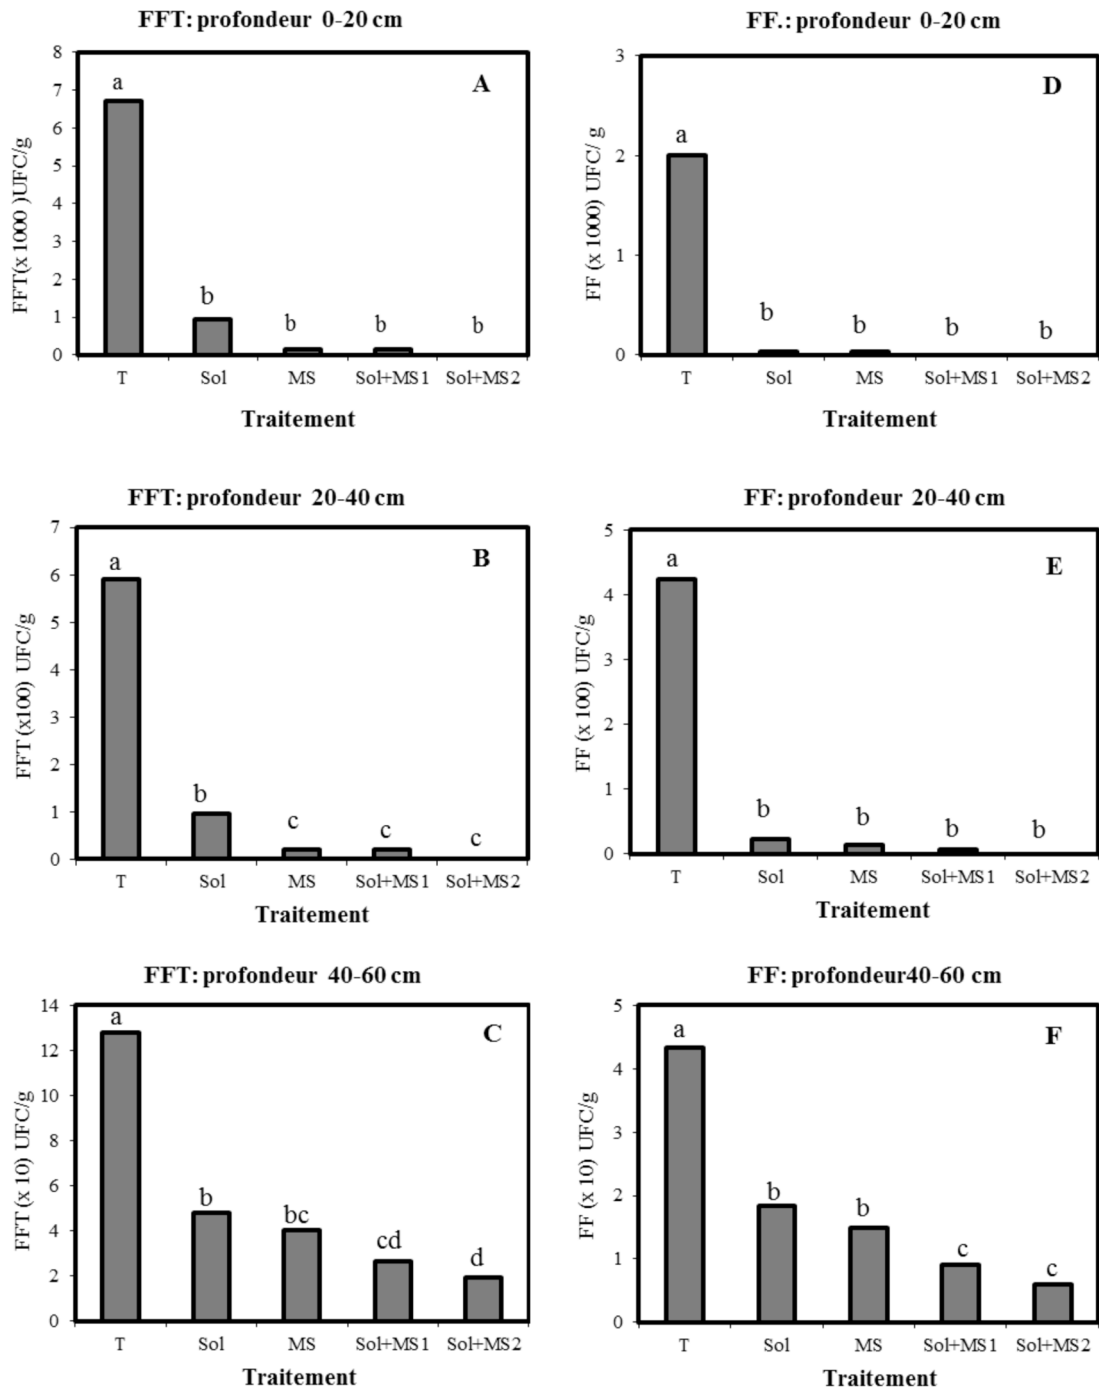 FFT: profondeur 0-20 cm
A
FFT(x 1000 )UFC/g
8
7
6
5
4
3
2
1
0
a
b
b
b
b
T Sol MS Sol+MS1 Sol+MS2
Traitement
FF.: profondeur 0-20 cm
D
FF (x 1000) UFC/ g
3
2
1
0
a
b
b
b
b
T Sol MS Sol+MS1 Sol+MS2
Traitement
FFT: profondeur 20-40 cm
B
FFT (x100) UFC/g
7
6
5
4
3
2
1
0
a
b
c
c
c
T Sol MS Sol+MS1 Sol+MS2
Traitement
FF: profondeur 20-40 cm
E
FF (x 100) UFC/g
5
4
3
2
1
0
a
b
b
b
b
T Sol MS Sol+MS1 Sol+MS2
Traitement
FFT: profondeur 40-60 cm
C
FFT (x 10) UFC/g
14
12
10
8
6
4
2
0
a
b
bc
cd
d
T Sol MS Sol+MS1 Sol+MS2
Traitement
FF: profondeur40-60 cm
F
FF (x 10) UFC/g
5
4
3
2
1
0
a
b
b
c
c
T Sol MS Sol+MS1 Sol+MS2
Traitement